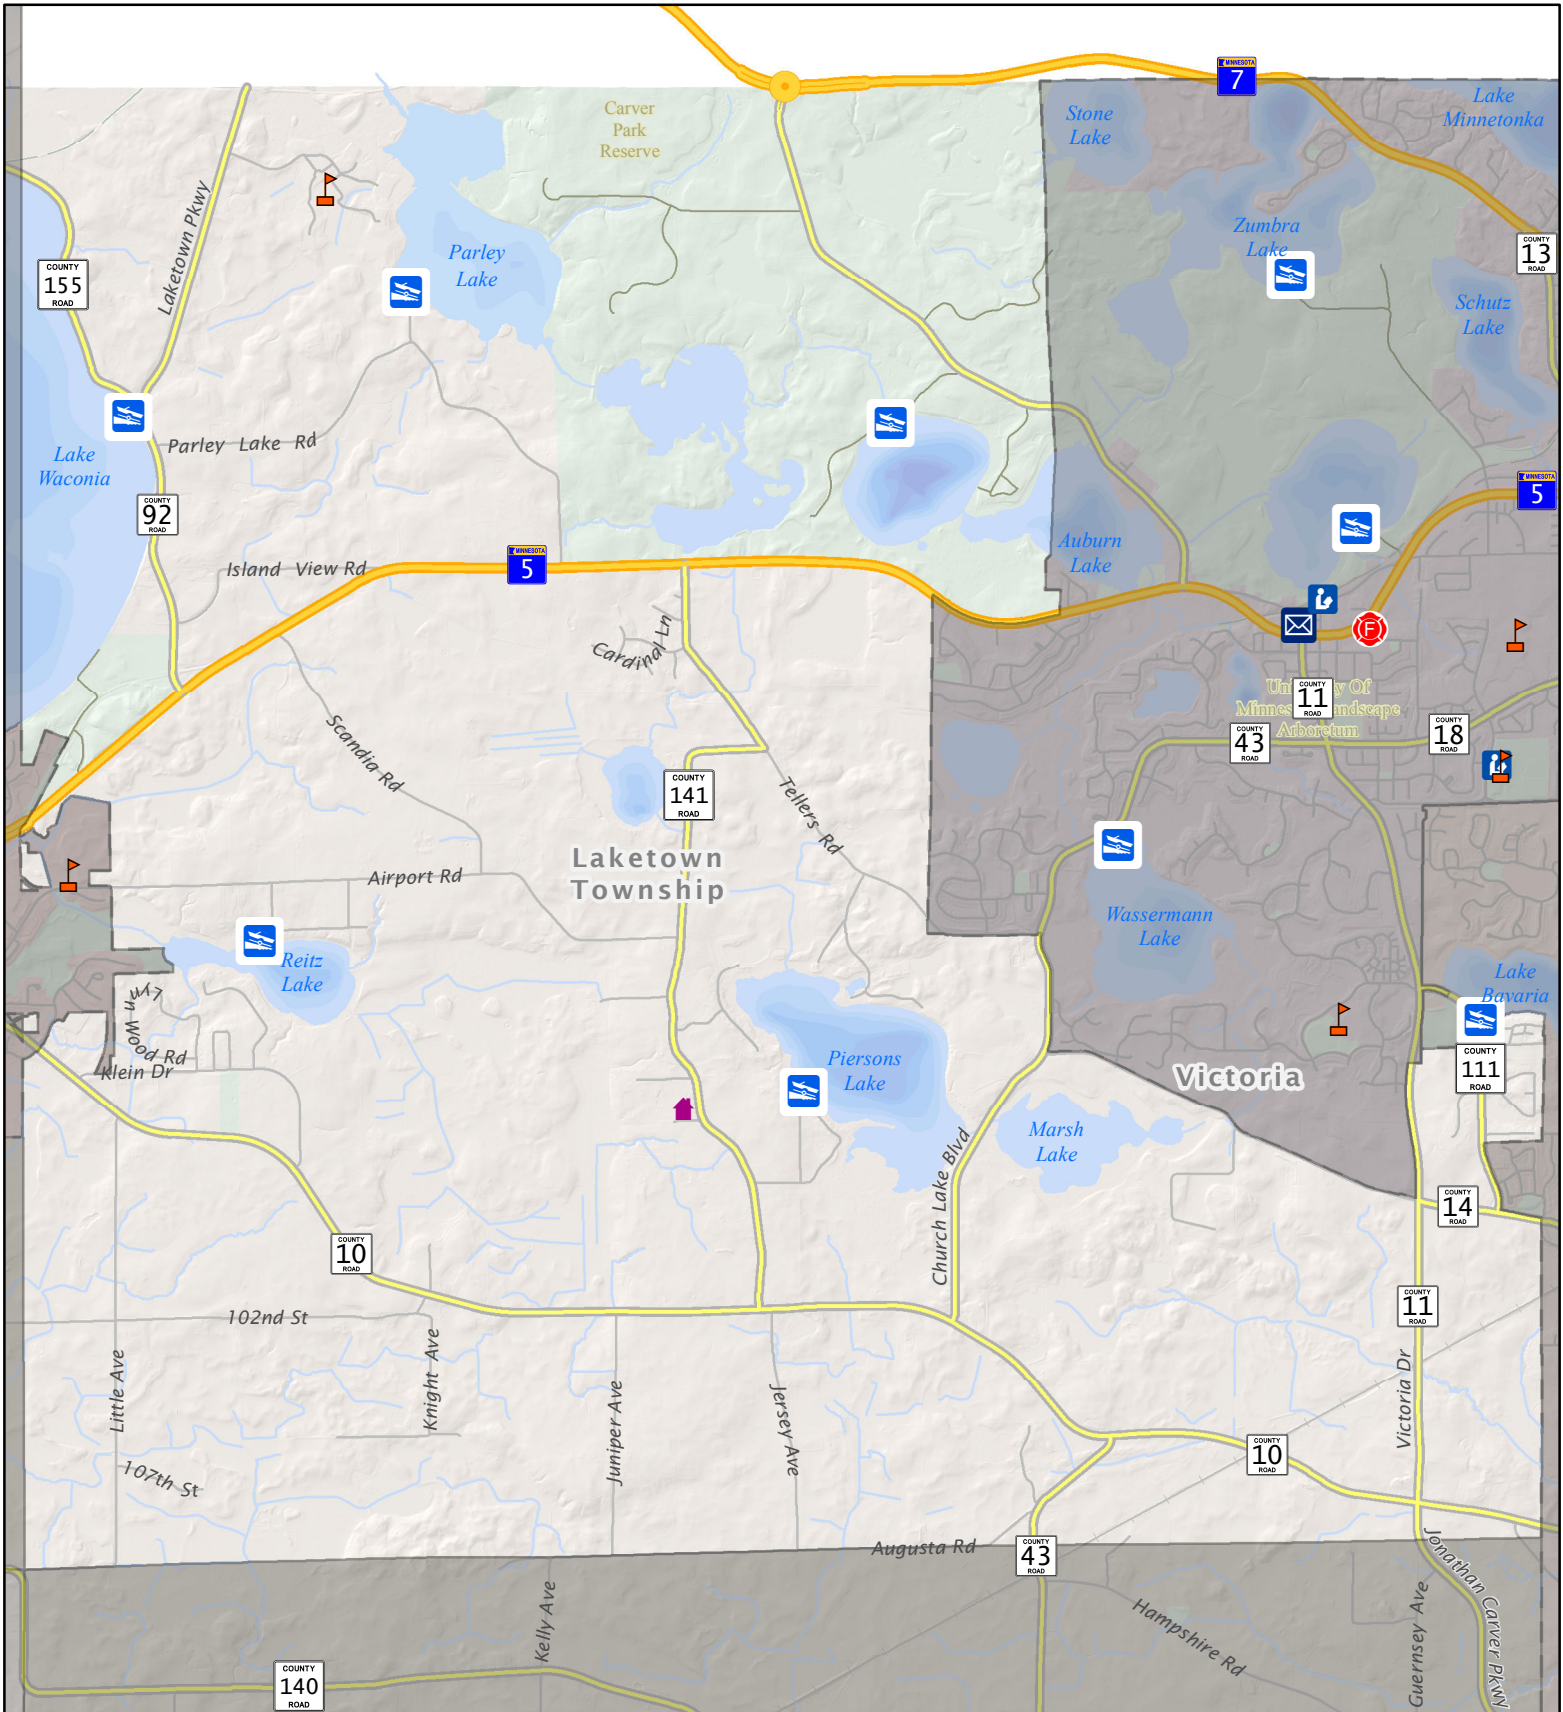 MINNESOTA
7
Carver
Park
Reserve
Stone
Lake
Lake
Minnetonka
Laketown Pkwy
Parley
Lake
Zumbra
Lake
COUNTY
13
ROAD
COUNTY
155
ROAD
Schutz
Lake
Parley Lake Rd
Lake
Waconia
COUNTY
92
ROAD
MINNESOTA
5
Auburn
Lake
Island View Rd
MINNESOTA
5
F
Cardinal Ln
COUNTY
11
ROAD
Of
Landscape
Arboretum
COUNTY
43
ROAD
COUNTY
18
ROAD
Scandia Rd
COUNTY
141
ROAD
Tellers Rd
Laketown
Township
Airport Rd
Wassermann
Lake
Reitz
Lake
Lake
Bavaria
Lyn Wood Rd
Klein Dr
Piersons
Lake
Victoria
COUNTY
111
ROAD
Marsh
Lake
Church Lake Blvd
COUNTY
14
ROAD
COUNTY
10
ROAD
102nd St
COUNTY
11
ROAD
Little Ave
Knight Ave
Juniper Ave
Jersey Ave
Victoria Dr
COUNTY
10
ROAD
107th St
Augusta Rd
COUNTY
43
ROAD
Jonathan Carver Pkwy
Kelly Ave
Hampshire Rd
Guernsey Ave
COUNTY
140
ROAD